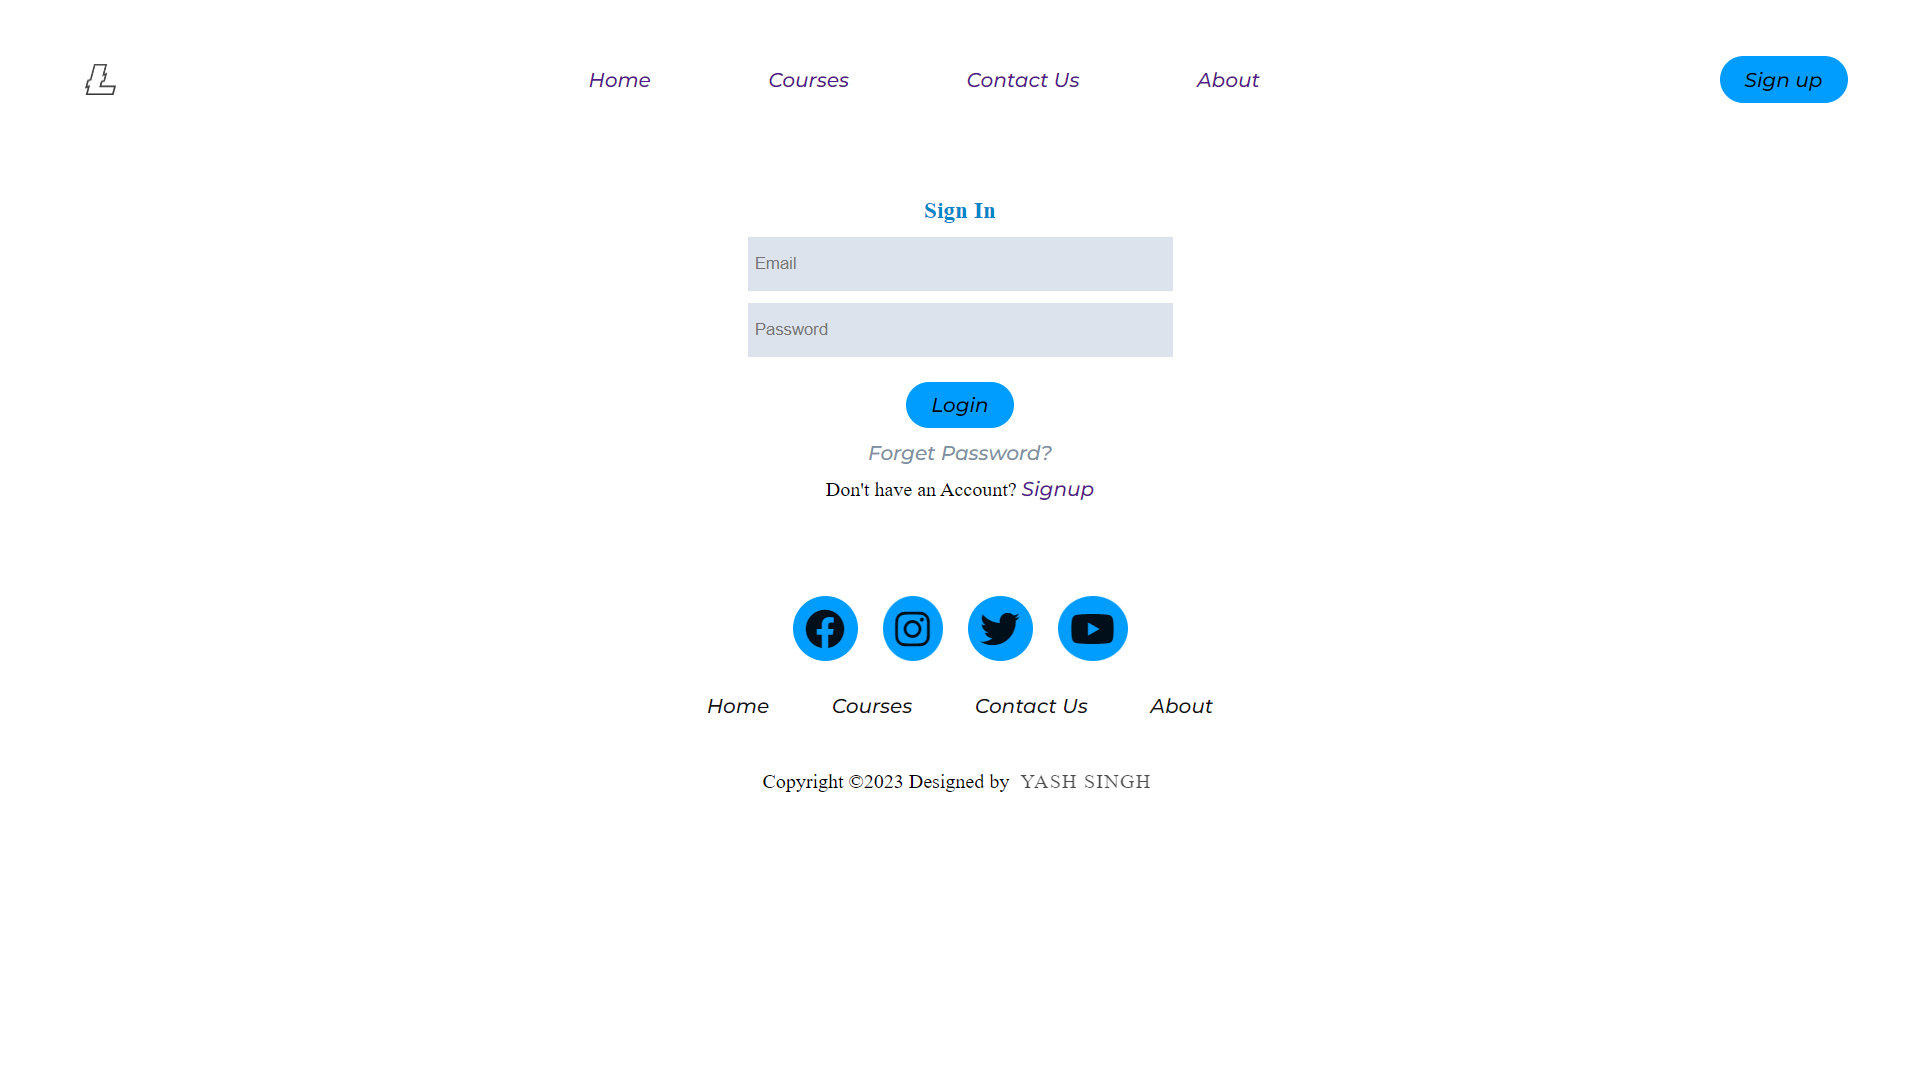 Home Courses Contact Us About Sign up
Sign In
Email
Password
Login
Forget Password?
Don't have an Account? Signup
Home Courses Contact Us About
Copyright ©2023 Designed by YASH SINGH